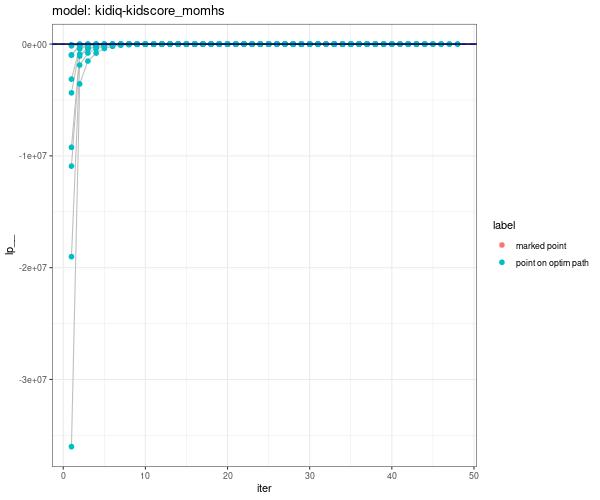 model: kidiq-kidscore_momhs
0e+00
-1e+07
-2e+07
-3e+07
lp__
0 10 20 30 40 50
iter
label
marked point
point on optim path